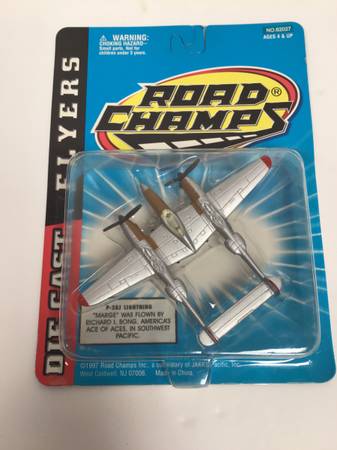 WARNING:
CHOKING HAZARD—
Small parts. Not for
children under 3 years.
NO.62027
AGES 4 & UP
ROAD®
CHAMPS
DIE CAST FLYERS
P-38J LIGHTNING
"MARGE" WAS FLOWN BY
RICHARD I. BONG, AMERICA'S
ACE OF ACES, IN SOUTHWEST
PACIFIC.
©1997 Road Champs Inc., a subsidiary of JAKKS Pacific, Inc.
West Caldwell, NJ 07006. Made in China.